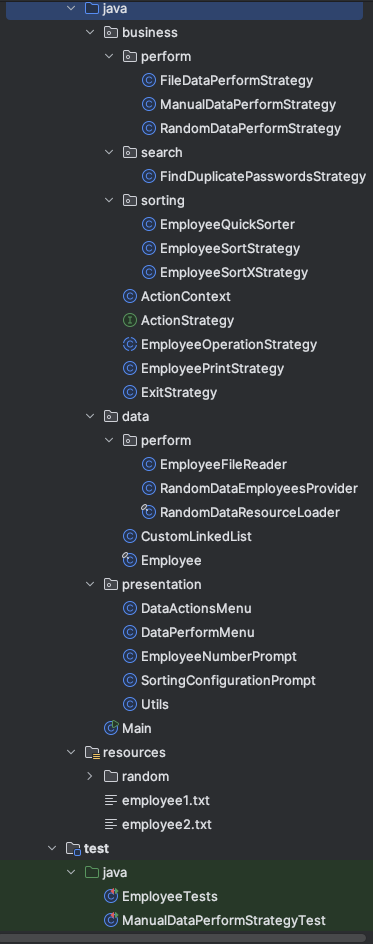 java
business
perform
FileDataPerformStrategy
ManualDataPerformStrategy
RandomDataPerformStrategy
search
FindDuplicatePasswordsStrategy
sorting
EmployeeQuickSorter
EmployeeSortStrategy
EmployeeSortXStrategy
ActionContext
ActionStrategy
EmployeeOperationStrategy
EmployeePrintStrategy
ExitStrategy
data
perform
EmployeeFileReader
RandomDataEmployeesProvider
RandomDataResourceLoader
CustomLinkedList
Employee
presentation
DataActionsMenu
DataPerformMenu
EmployeeNumberPrompt
SortingConfigurationPrompt
Utils
Main
resources
random
employee1.txt
employee2.txt
test
java
EmployeeTests
ManualDataPerformStrategyTest